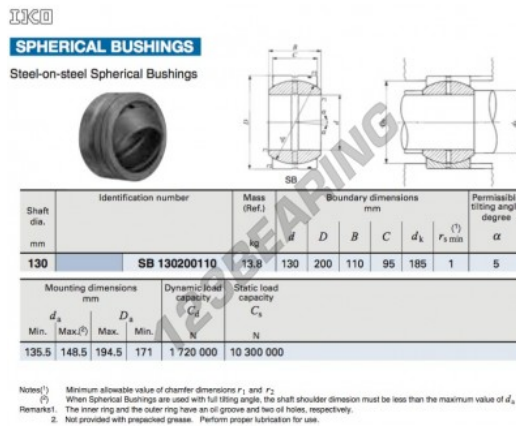 IKO
SPHERICAL BUSHINGS
Steel-on-steel Spherical Bushings
B
C
D
d
SB
Shaft dia. mm
Identification number
Mass (Ref.) kg
Boundary dimensions mm
d D B C dk rs min (1)
Permissible tilting angle degree α
130 SB 130200110 13.8 130 200 110 95 185 1 5
Mounting dimensions mm
da Da
Min. Max.(2) Max. Min.
Dynamic load capacity Cd N
Static load capacity Cs N
135.5 148.5 194.5 171 1 720 000 10 300 000
123BEARING
Notes(1) Minimum allowable value of chamfer dimensions r1 and r2
(2) When Spherical Bushings are used with full tilting angle, the shaft shoulder dimesion must be less than the maximum value of da
Remarks1. The inner ring and the outer ring have an oil groove and two oil holes, respectively.
2. Not provided with prepacked grease. Perform proper lubrication for use.